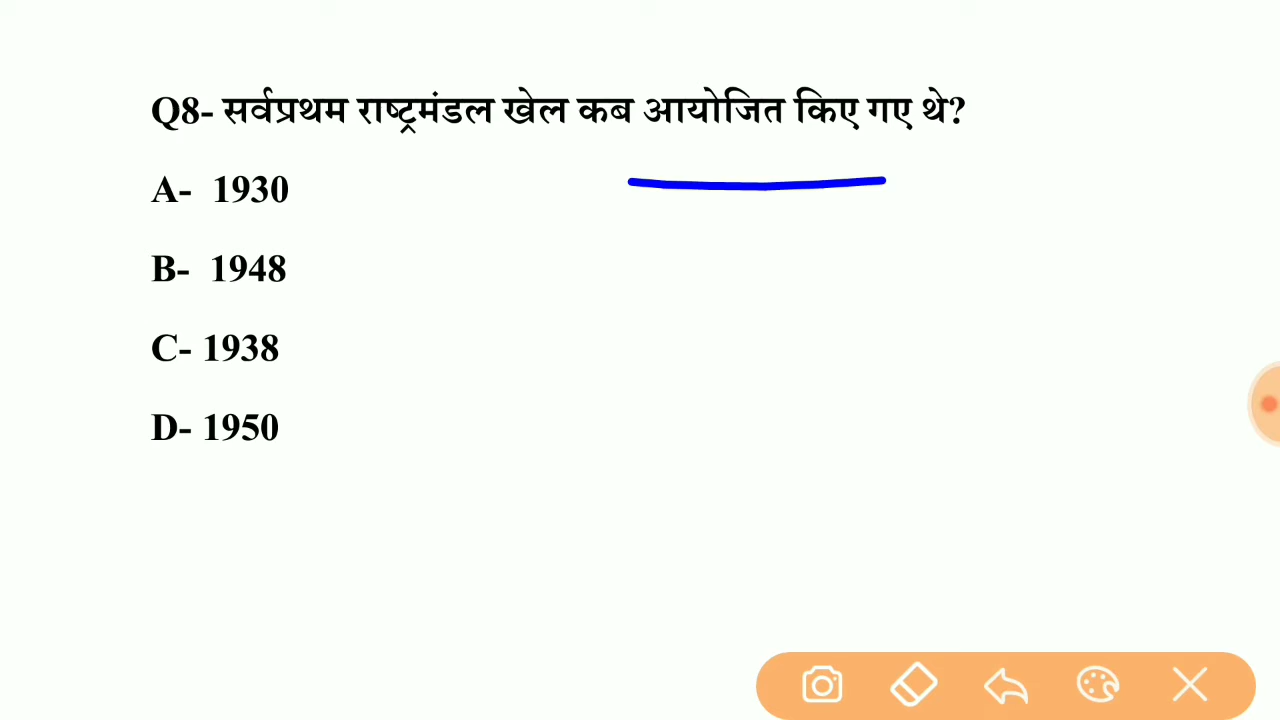 Q8- सर्वप्रथम राष्ट्रमंडल खेल कब आयोजित किए गए थे?
A- 1930
B- 1948
C- 1938
D- 1950